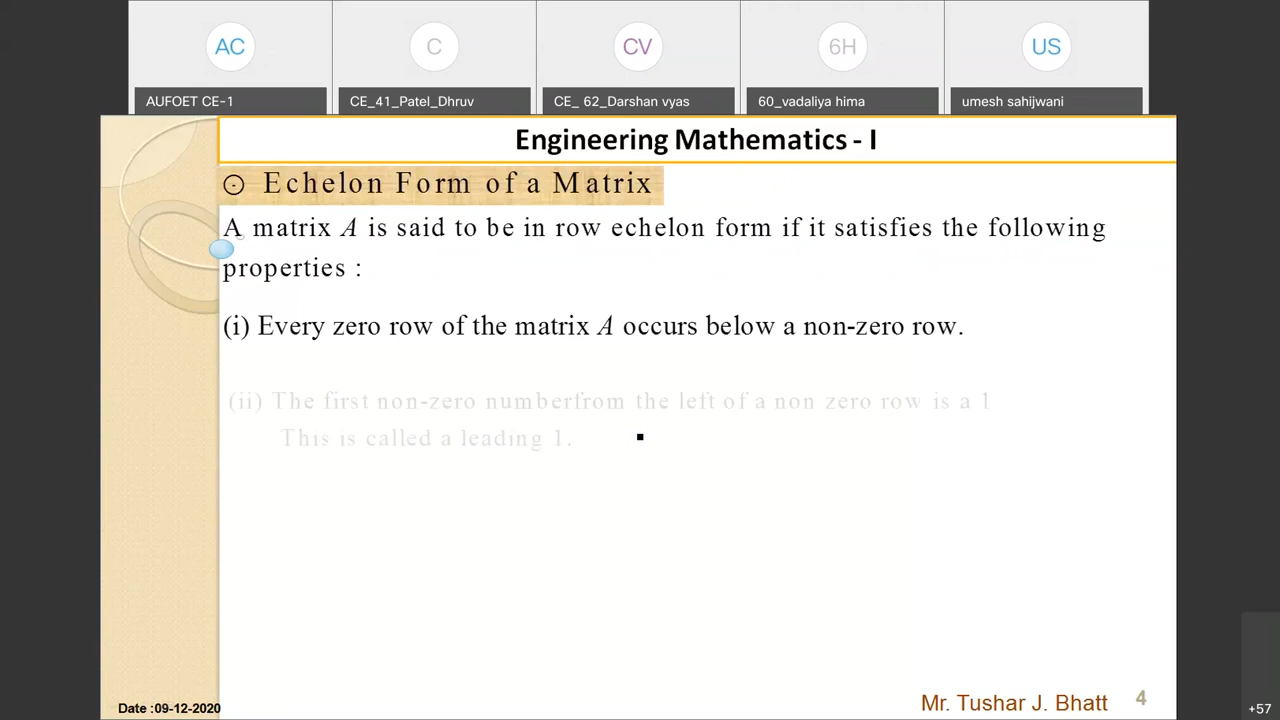 AC
C
CV
6H
US
AUFOET CE-1
CE_41_Patel_Dhruv
CE_ 62_Darshan vyas
60_vadaliya hima
umesh sahijwani
Engineering Mathematics - I
Echelon Form of a Matrix
A matrix A is said to be in row echelon form if it satisfies the following
properties :
(i) Every zero row of the matrix A occurs below a non-zero row.
(ii) The first non-zero numberfrom the left of a non zero row is a 1
This is called a leading 1.
Date :09-12-2020
Mr. Tushar J. Bhatt
4
+57